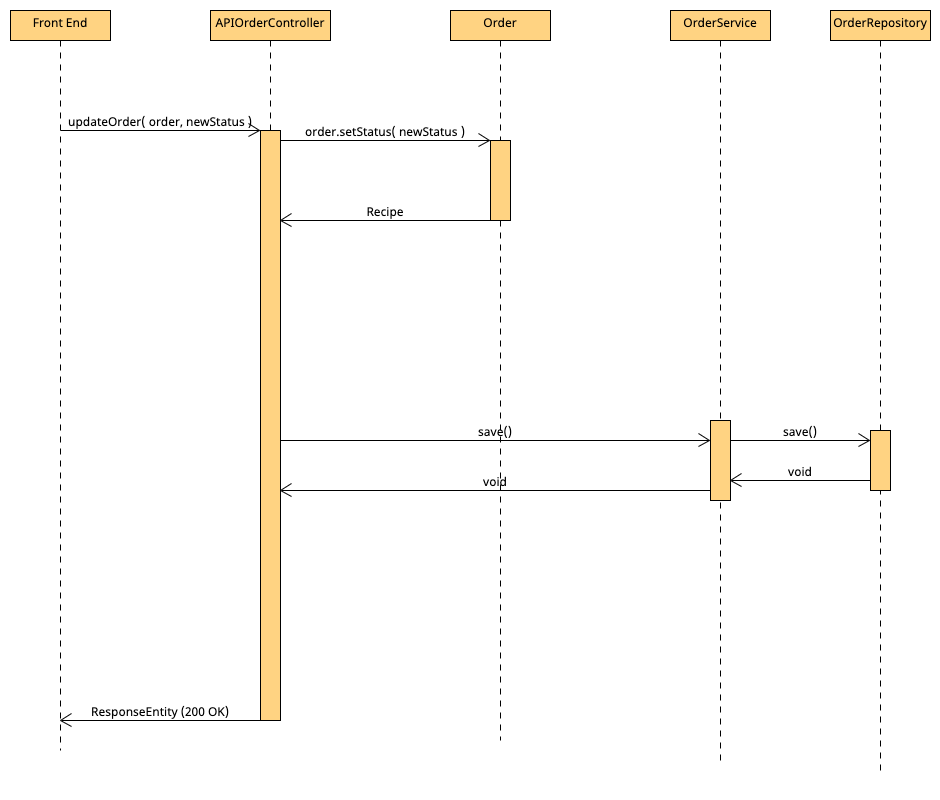 Front End
APIOrderController
Order
OrderService
OrderRepository
updateOrder( order, newStatus )
order.setStatus( newStatus )
Recipe
save()
save()
void
void
ResponseEntity (200 OK)